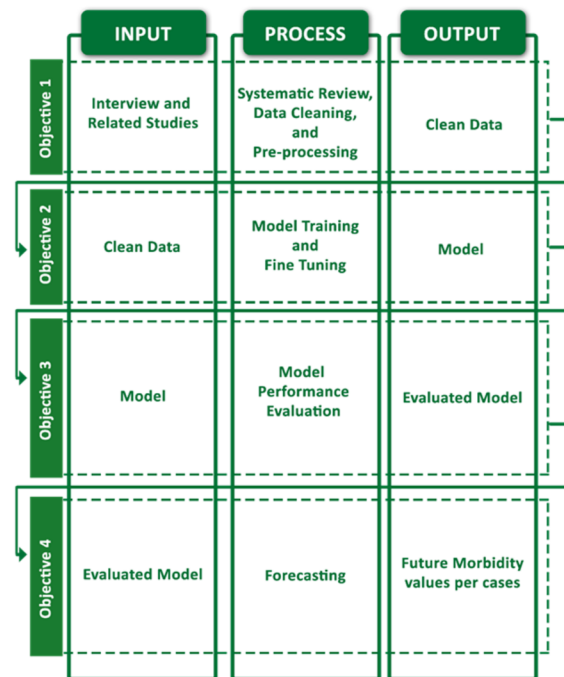 INPUT
PROCESS
OUTPUT
Objective 1
Interview and
Related Studies
Systematic Review,
Data Cleaning,
and
Pre-processing
Clean Data
Objective 2
Clean Data
Model Training
and
Fine Tuning
Model
Objective 3
Model
Model
Performance
Evaluation
Evaluated Model
Objective 4
Evaluated Model
Forecasting
Future Morbidity
values per cases